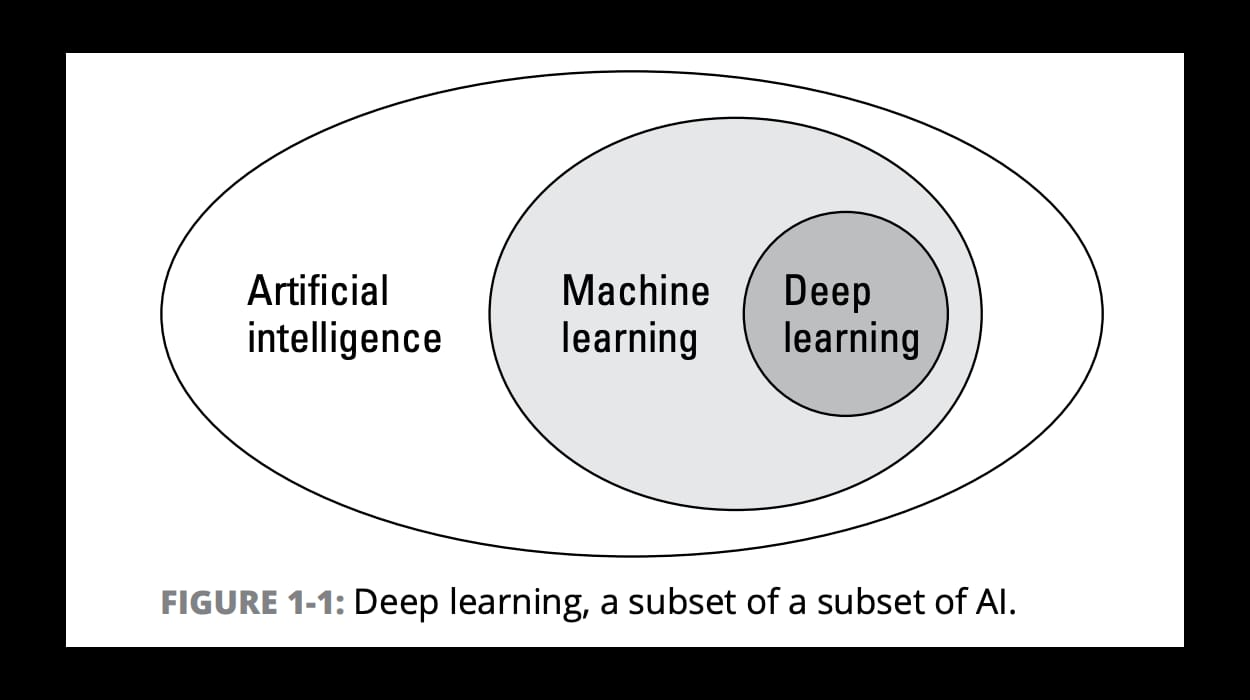 Artificial
intelligence
Machine
learning
Deep
learning
FIGURE 1-1: Deep learning, a subset of a subset of AI.